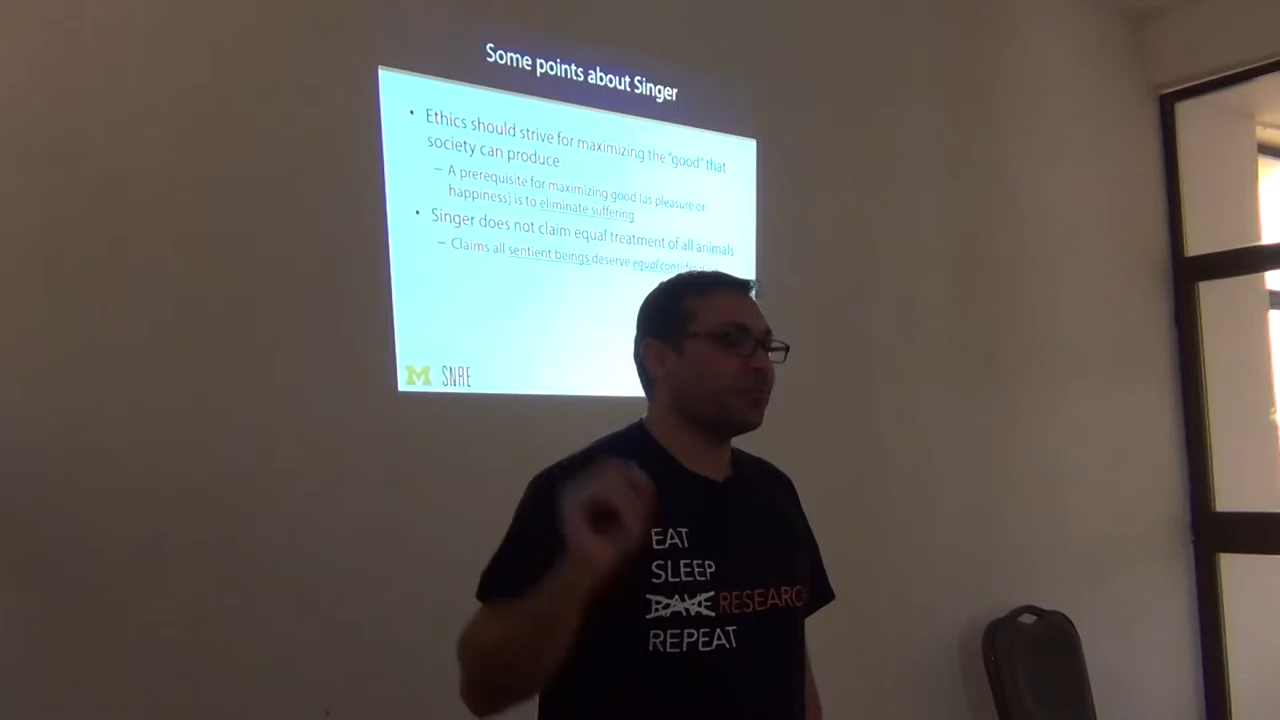 Some points about Singer
• Ethics should strive for maximizing the "good" that
society can produce
– A prerequisite for maximizing good (as pleasure or
happiness) is to eliminate suffering
• Singer does not claim equal treatment of all animals
– Claims all sentient beings deserve equal
M SNRE
EAT
SLEEP
RAVE RESEARC
REPEAT